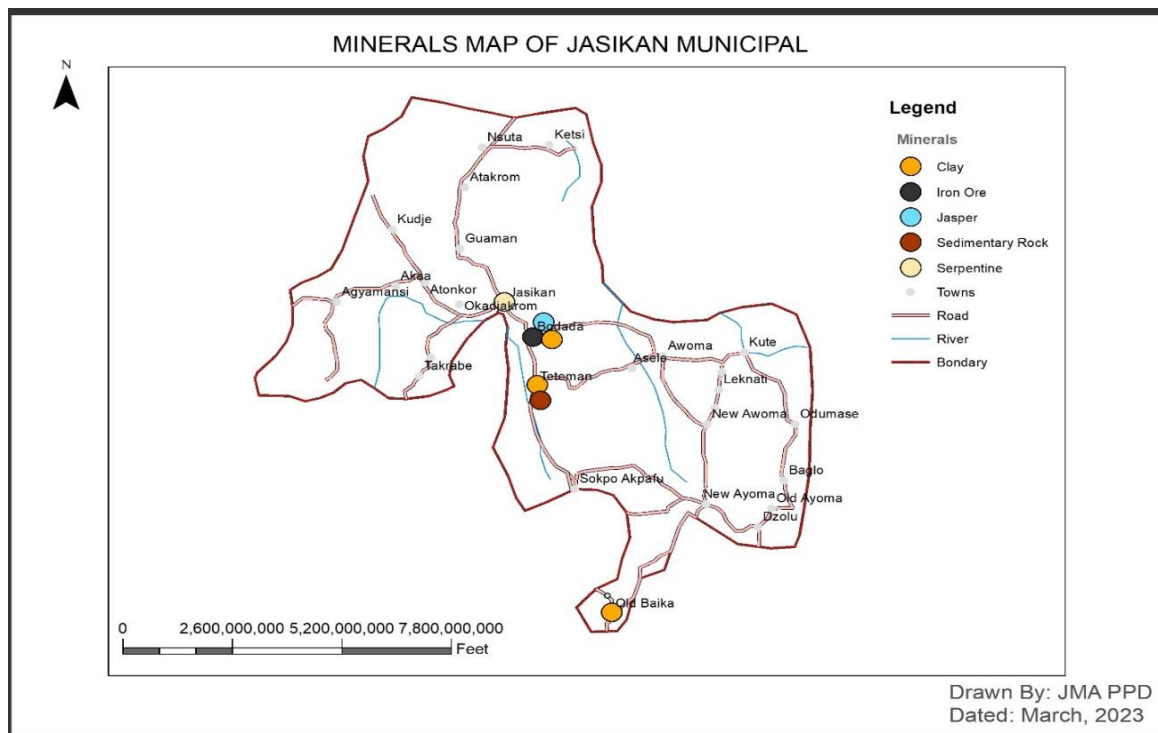 MINERALS MAP OF JASIKAN MUNICIPAL
N
Legend
Minerals
Clay
Iron Ore
Jasper
Sedimentary Rock
Serpentine
Towns
Road
River
Bondary
Nsuta
Ketsi
Atakrom
Kudje
Guaman
Akaa
Agyamansi
Atonkor
Jasikan
Okadjakrom
Bodada
Takrabe
Teteman
Asele
Awoma
Kute
Leknati
New Awoma
Odumase
Baglo
Sokpo Akpafu
New Ayoma
Old Ayoma
Dzolu
Old Baika
0 2,600,000,000 5,200,000,000 7,800,000,000
Feet
Drawn By: JMA PPD
Dated: March, 2023